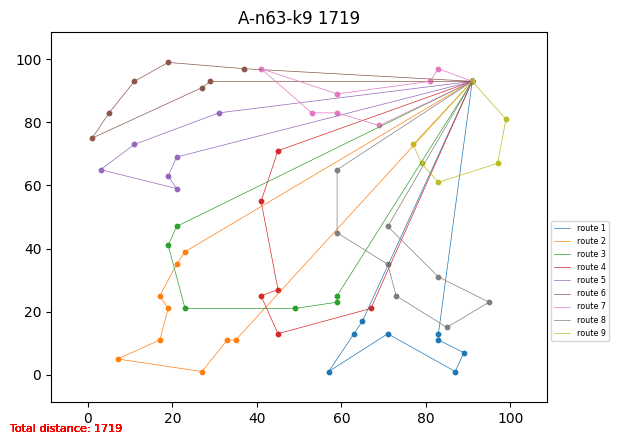 A-n63-k9 1719
100
80
60
40
20
0
0 20 40 60 80 100
route 1
route 2
route 3
route 4
route 5
route 6
route 7
route 8
route 9
Total distance: 1719